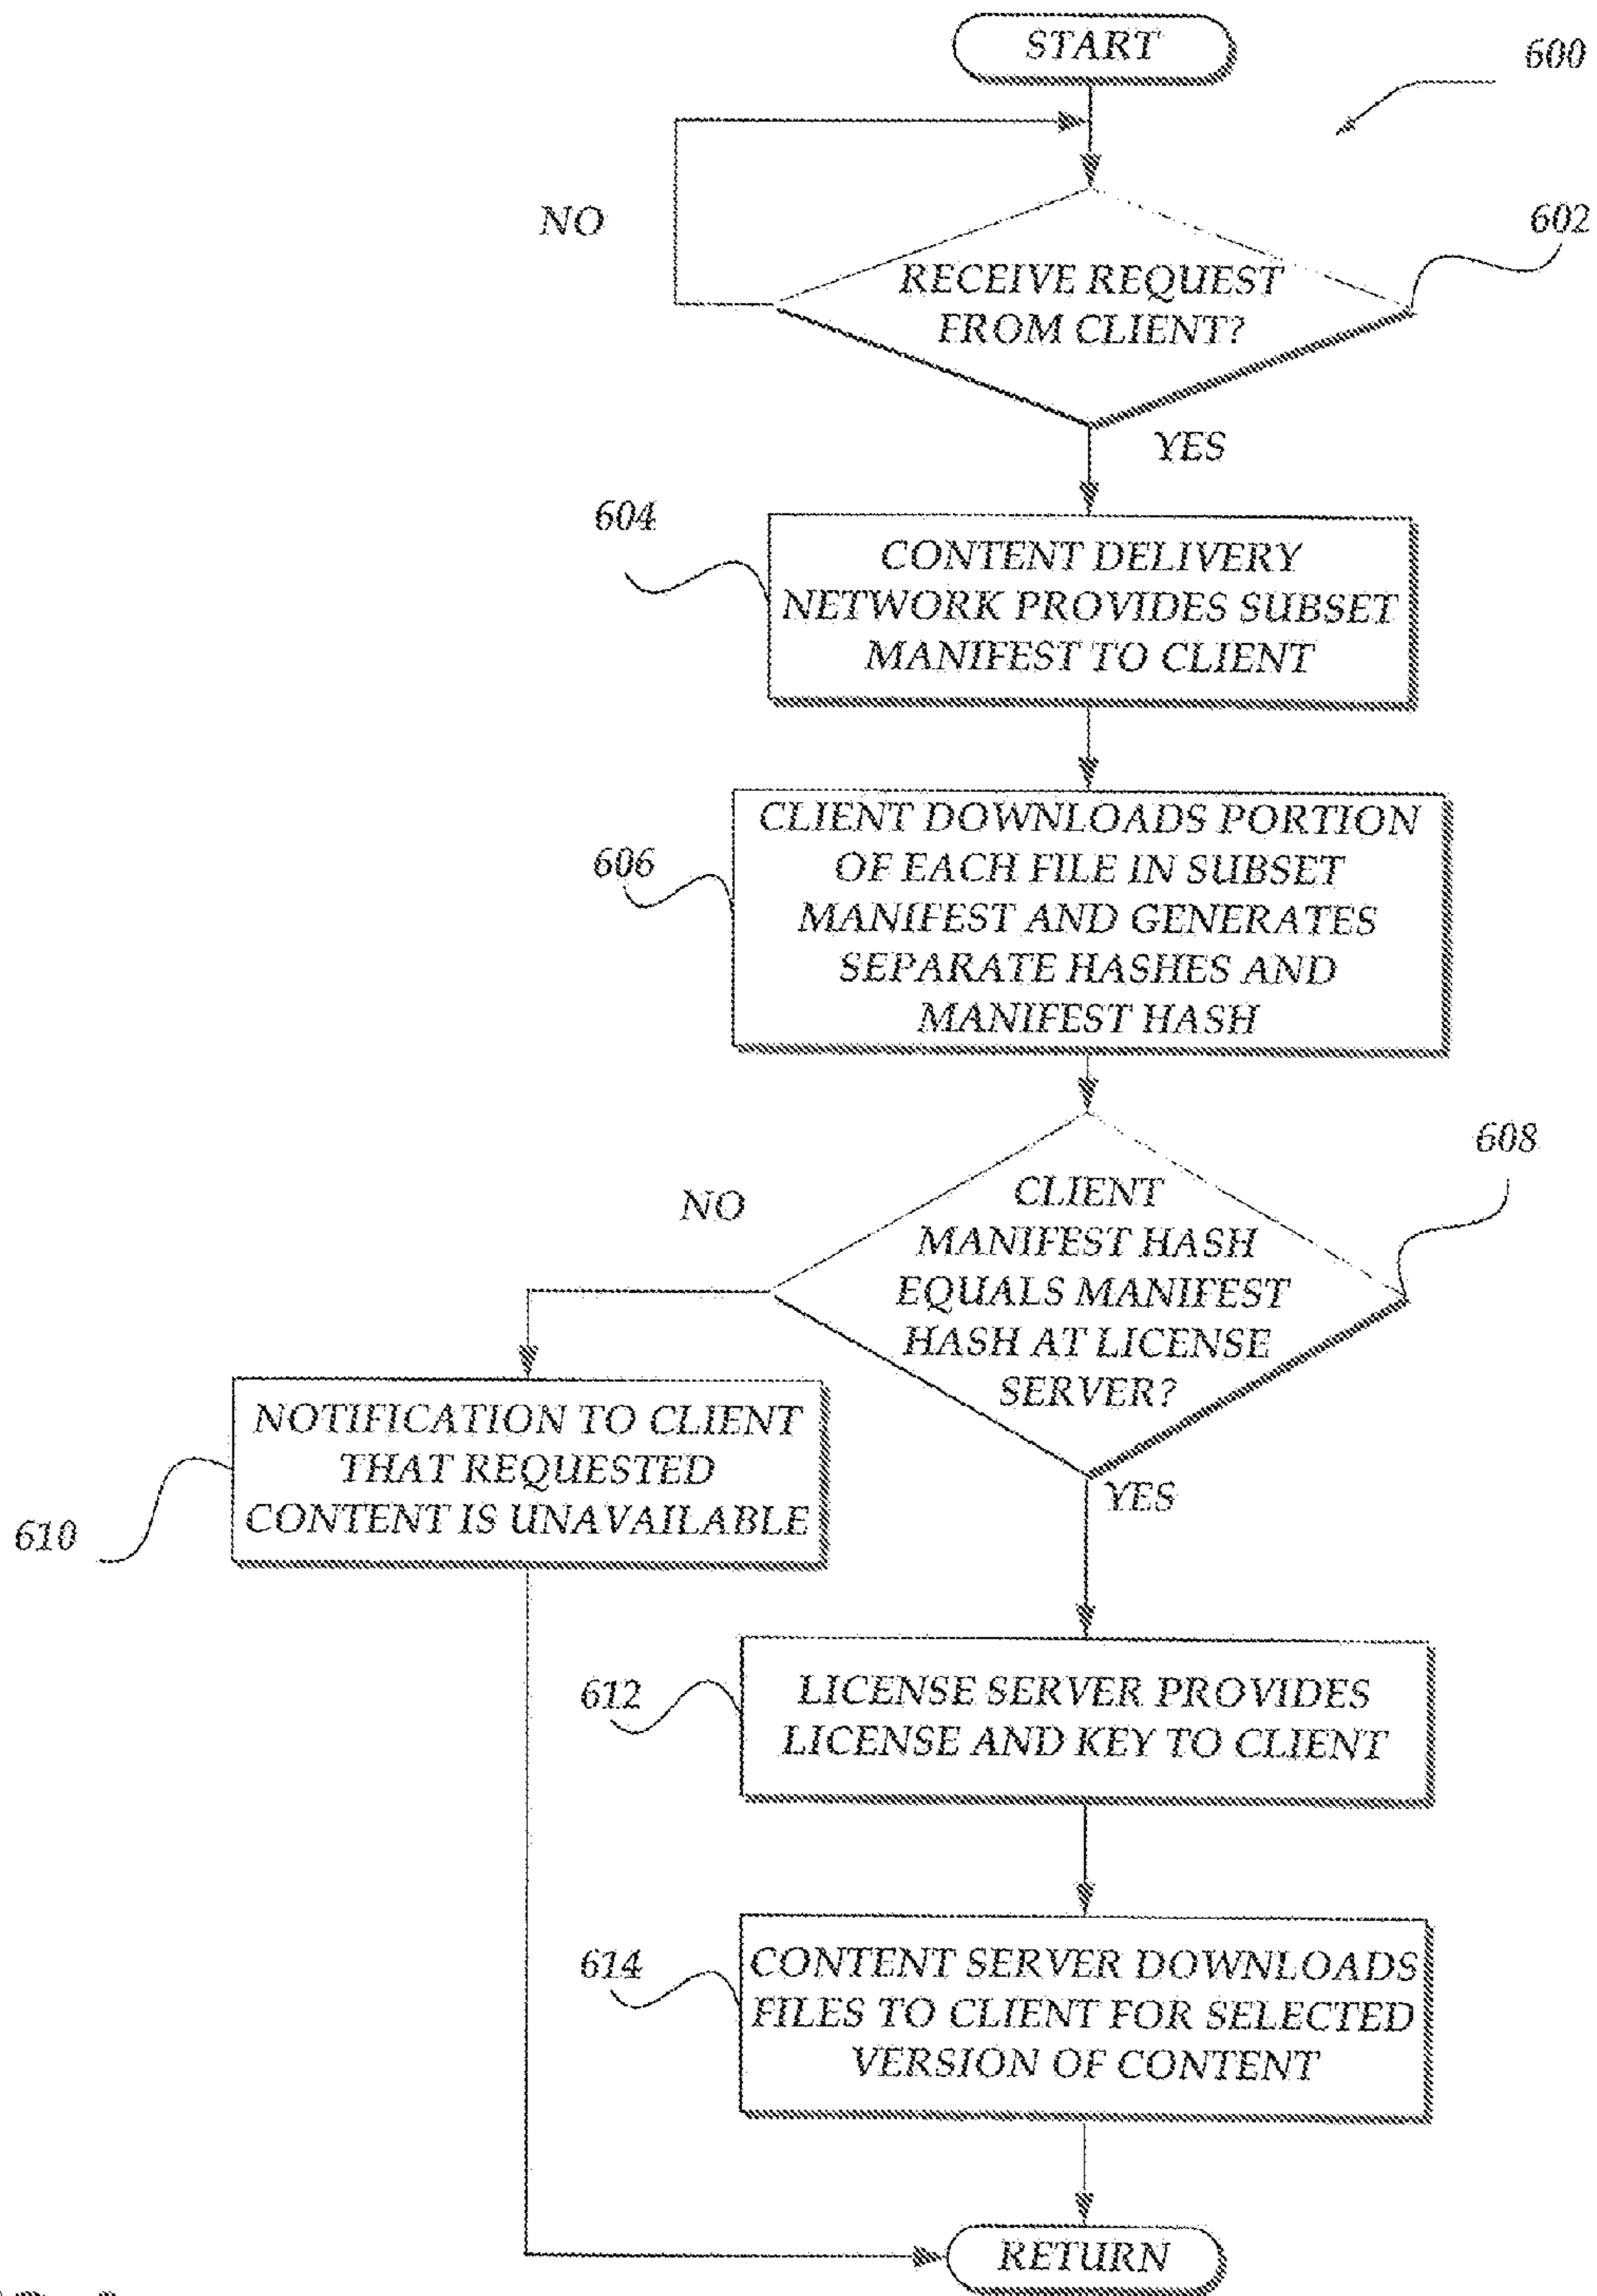 START
600
NO
602
RECEIVE REQUEST
FROM CLIENT?
YES
604
CONTENT DELIVERY
NETWORK PROVIDES SUBSET
MANIFEST TO CLIENT
606
CLIENT DOWNLOADS PORTION
OF EACH FILE IN SUBSET
MANIFEST AND GENERATES
SEPARATE HASHES AND
MANIFEST HASH
608
NO
CLIENT
MANIFEST HASH
EQUALS MANIFEST
HASH AT LICENSE
SERVER?
YES
610
NOTIFICATION TO CLIENT
THAT REQUESTED
CONTENT IS UNAVAILABLE
612
LICENSE SERVER PROVIDES
LICENSE AND KEY TO CLIENT
614
CONTENT SERVER DOWNLOADS
FILES TO CLIENT FOR SELECTED
VERSION OF CONTENT
RETURN